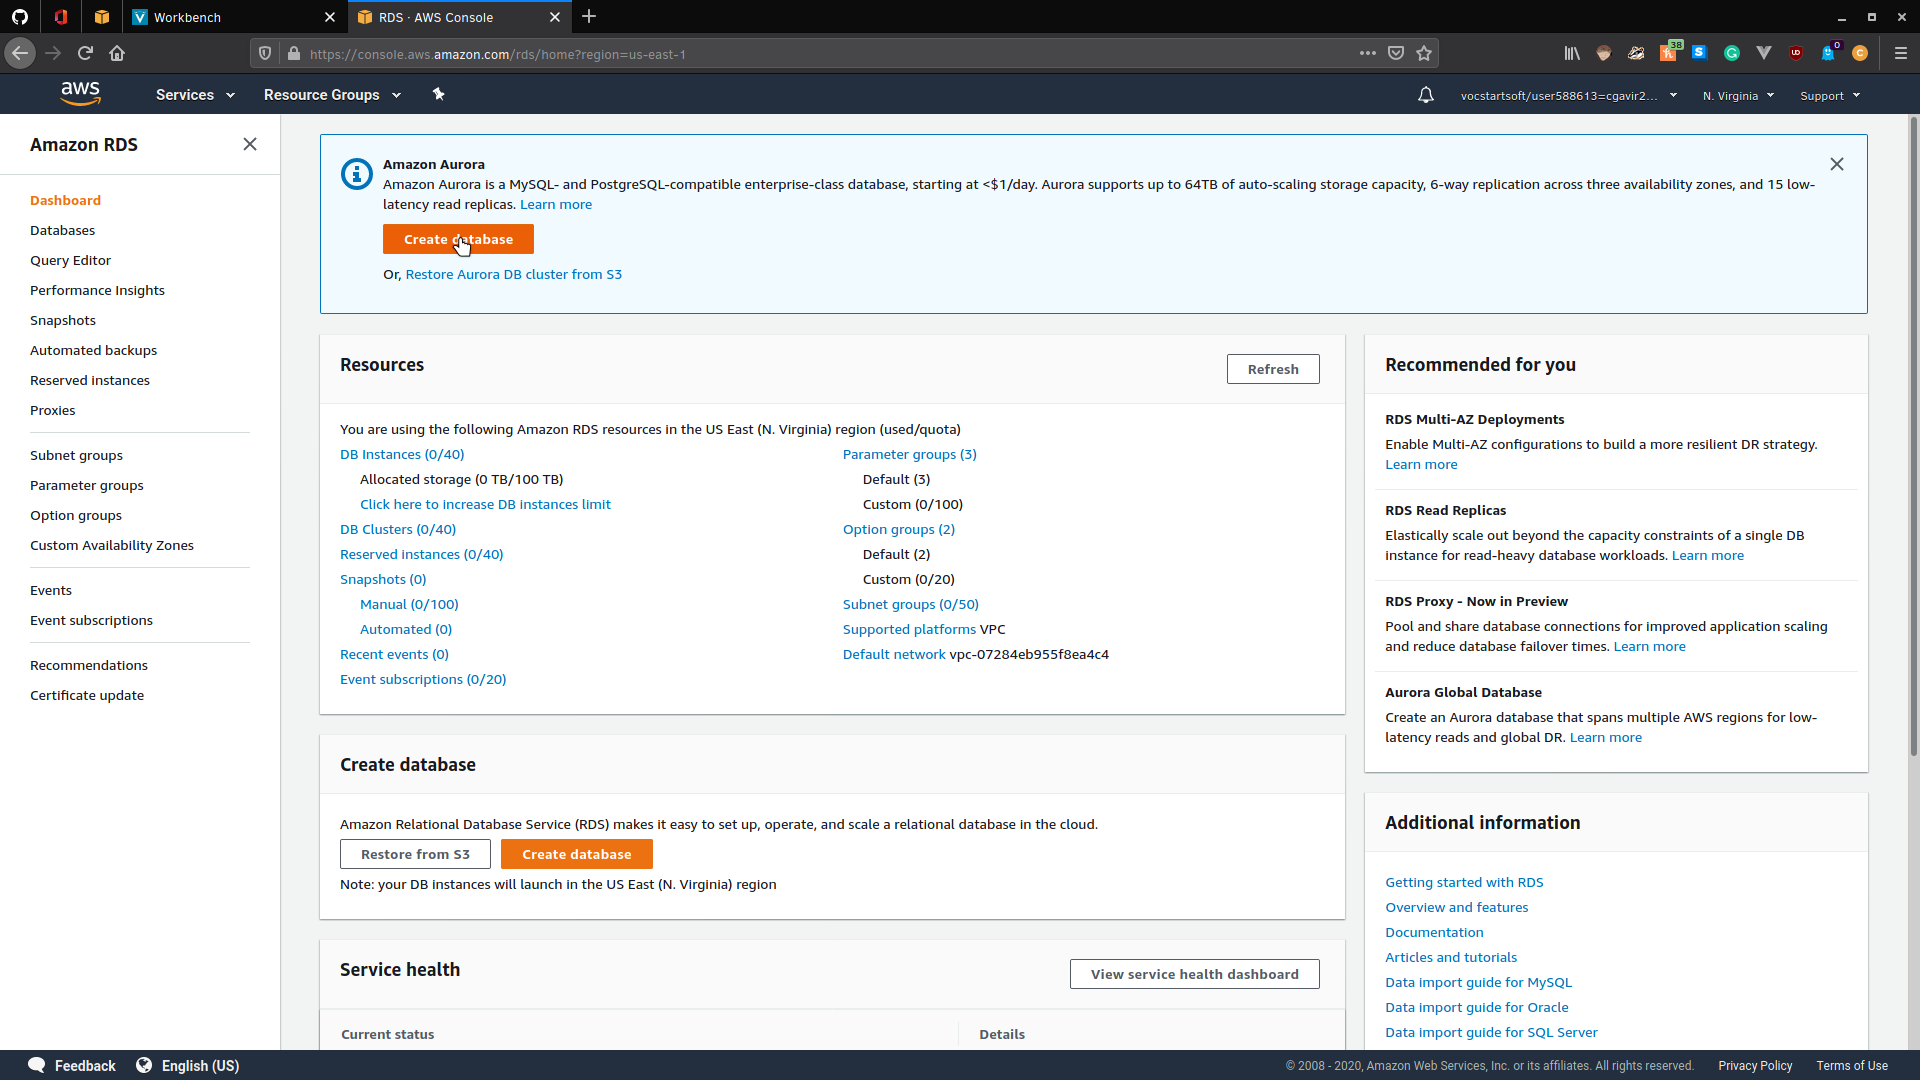 Workbench
RDS · AWS Console
https://console.aws.amazon.com/rds/home?region=us-east-1
38
S
UO
0
C
aws
Services
Resource Groups
vocstartsoft/user588613=cgavir2...
N. Virginia
Support
Amazon RDS
Dashboard
Databases
Query Editor
Performance Insights
Snapshots
Automated backups
Reserved instances
Proxies
Subnet groups
Parameter groups
Option groups
Custom Availability Zones
Events
Event subscriptions
Recommendations
Certificate update
Amazon Aurora
Amazon Aurora is a MySQL- and PostgreSQL-compatible enterprise-class database, starting at <$1/day. Aurora supports up to 64TB of auto-scaling storage capacity, 6-way replication across three availability zones, and 15 low-
latency read replicas. Learn more
Create database
Or, Restore Aurora DB cluster from S3
Resources
Refresh
You are using the following Amazon RDS resources in the US East (N. Virginia) region (used/quota)
DB Instances (0/40)
Allocated storage (0 TB/100 TB)
Click here to increase DB instances limit
DB Clusters (0/40)
Reserved instances (0/40)
Snapshots (0)
Manual (0/100)
Automated (0)
Recent events (0)
Event subscriptions (0/20)
Parameter groups (3)
Default (3)
Custom (0/100)
Option groups (2)
Default (2)
Custom (0/20)
Subnet groups (0/50)
Supported platforms VPC
Default network vpc-07284eb955f8ea4c4
Create database
Amazon Relational Database Service (RDS) makes it easy to set up, operate, and scale a relational database in the cloud.
Restore from S3
Create database
Note: your DB instances will launch in the US East (N. Virginia) region
Service health
View service health dashboard
Current status
Details
Recommended for you
RDS Multi-AZ Deployments
Enable Multi-AZ configurations to build a more resilient DR strategy.
Learn more
RDS Read Replicas
Elastically scale out beyond the capacity constraints of a single DB
instance for read-heavy database workloads. Learn more
RDS Proxy - Now in Preview
Pool and share database connections for improved application scaling
and reduce database failover times. Learn more
Aurora Global Database
Create an Aurora database that spans multiple AWS regions for low-
latency reads and global DR. Learn more
Additional information
Getting started with RDS
Overview and features
Documentation
Articles and tutorials
Data import guide for MySQL
Data import guide for Oracle
Data import guide for SQL Server
Feedback
English (US)
© 2008 - 2020, Amazon Web Services, Inc. or its affiliates. All rights reserved.
Privacy Policy
Terms of Use